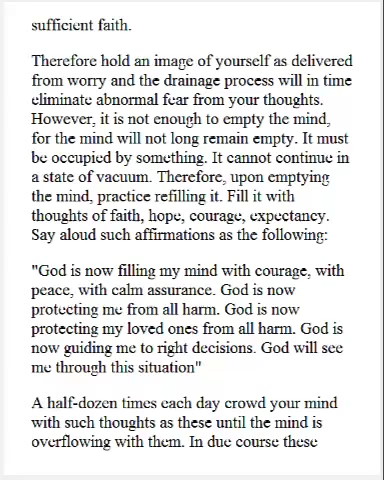 sufficient faith.
Therefore hold an image of yourself as delivered
from worry and the drainage process will in time
eliminate abnormal fear from your thoughts.
However, it is not enough to empty the mind,
for the mind will not long remain empty. It must
be occupied by something. It cannot continue in
a state of vacuum. Therefore, upon emptying
the mind, practice refilling it. Fill it with
thoughts of faith, hope, courage, expectancy.
Say aloud such affirmations as the following:
"God is now filling my mind with courage, with
peace, with calm assurance. God is now
protecting me from all harm. God is now
protecting my loved ones from all harm. God is
now guiding me to right decisions. God will see
me through this situation"
A half-dozen times each day crowd your mind
with such thoughts as these until the mind is
overflowing with them. In due course these